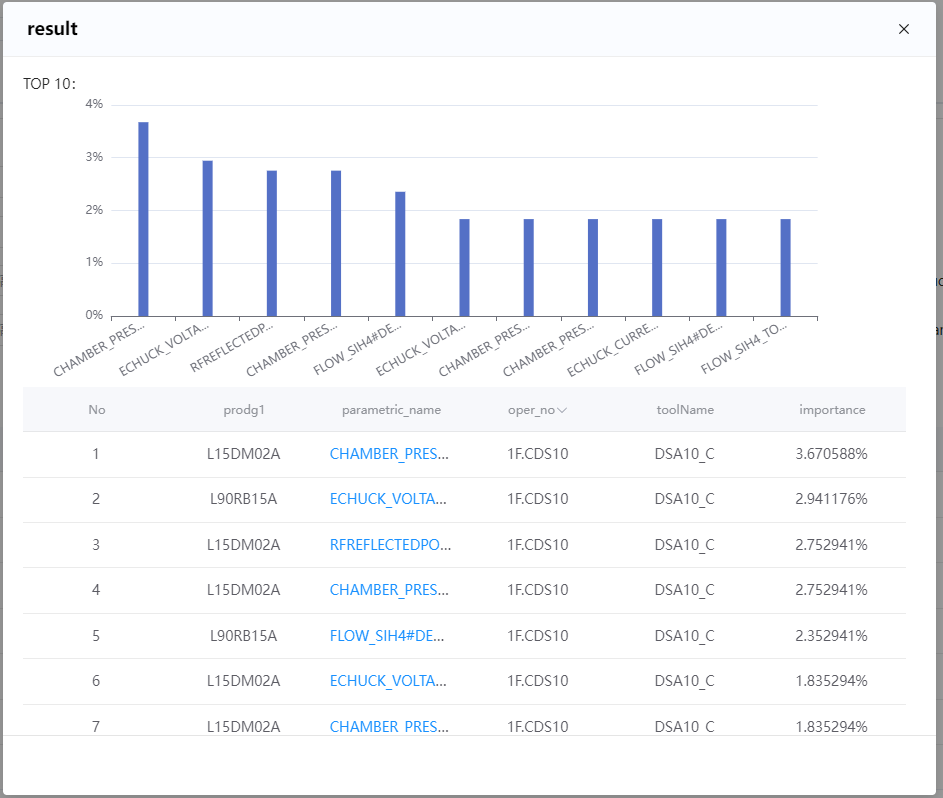 result
TOP 10:
4%
3%
2%
1%
0%
CHAMBER_PRES...
ECHUCK_VOLTA...
RFREFLECTEDP...
CHAMBER_PRES...
FLOW_SIH4#DE...
ECHUCK_VOLTA...
CHAMBER_PRES...
CHAMBER_PRES...
ECHUCK_CURRE...
FLOW_SIH4#DE...
FLOW_SIH4_TO...
No prodg1 parametric_name oper_no toolName importance
1 L15DM02A CHAMBER_PRES... 1F.CDS10 DSA10_C 3.670588%
2 L90RB15A ECHUCK_VOLTA... 1F.CDS10 DSA10_C 2.941176%
3 L15DM02A RFREFLECTEDPO... 1F.CDS10 DSA10_C 2.752941%
4 L15DM02A CHAMBER_PRES... 1F.CDS10 DSA10_C 2.752941%
5 L90RB15A FLOW_SIH4#DE... 1F.CDS10 DSA10_C 2.352941%
6 L15DM02A ECHUCK_VOLTA... 1F.CDS10 DSA10_C 1.835294%
7 L15DM02A CHAMBER_PRES... 1F.CDS10 DSA10_C 1.835294%